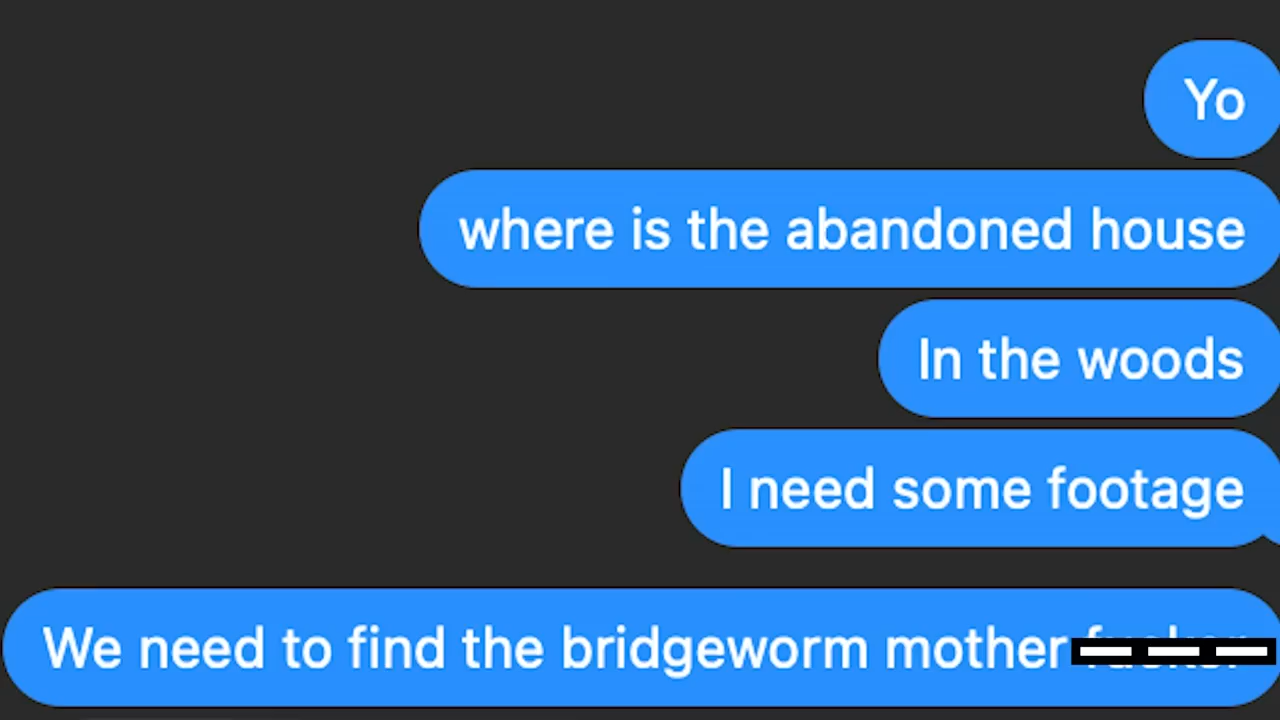 Yo
where is the abandoned house
In the woods
I need some footage
We need to find the bridgeworm mother